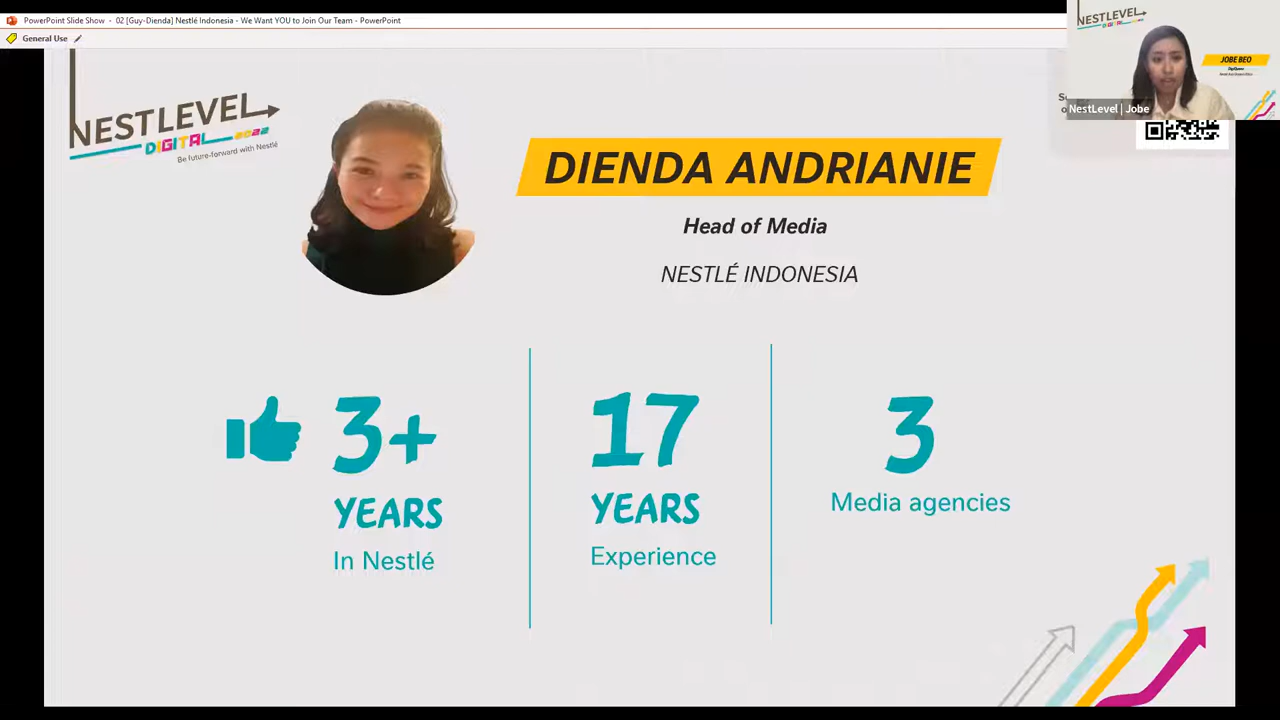 PowerPoint Slide Show - 02 [Guy-Dienda] Nestlé Indonesia - We Want YOU to Join Our Team - PowerPoint
General Use
NESTLEVEL
DIGITAL 2022
Be future-forward with Nestlé
DIENDA ANDRIANIE
Head of Media
NESTLÉ INDONESIA
3+
YEARS
In Nestlé
17
YEARS
Experience
3
Media agencies
NESTLEVEL
DIGITAL
JOBE BEO
NestLevel | Jobe